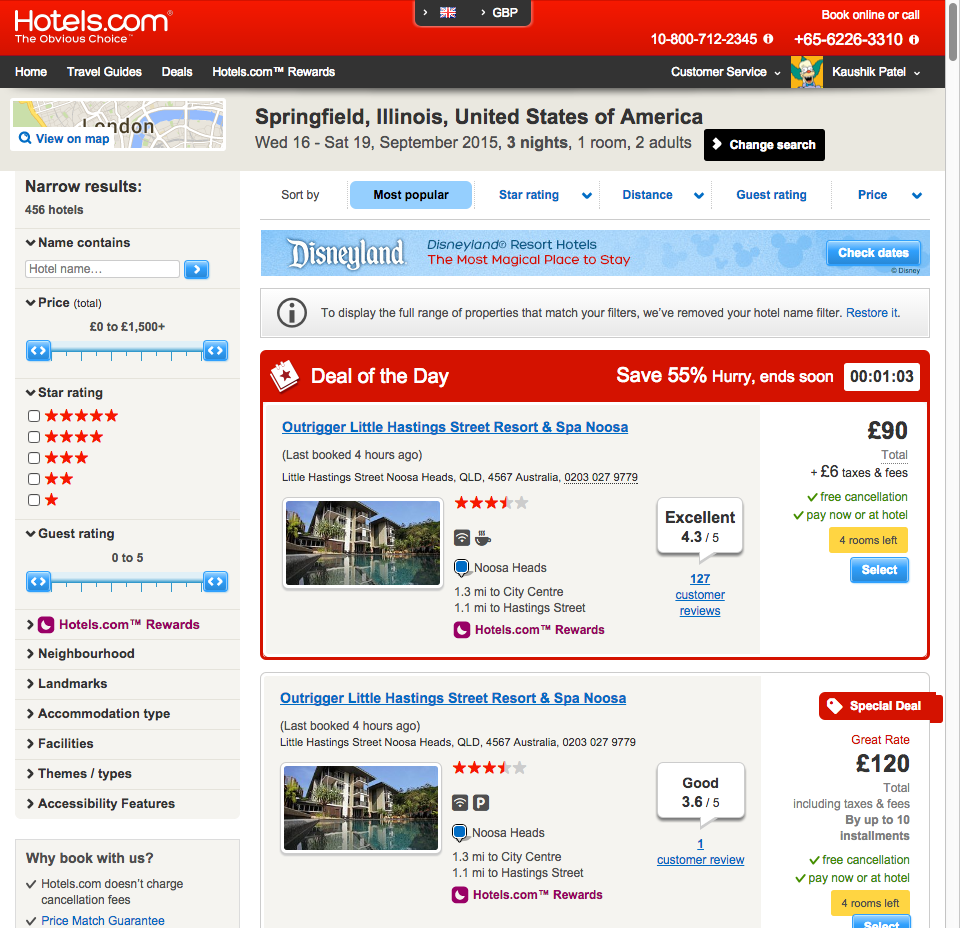 Hotels.com®
The Obvious Choice™
GBP
Book online or call
10-800-712-2345
+65-6226-3310
Home Travel Guides Deals Hotels.com™ Rewards
Customer Service
Kaushik Patel
London
View on map
Springfield, Illinois, United States of America
Wed 16 - Sat 19, September 2015, 3 nights, 1 room, 2 adults
Change search
Narrow results:
456 hotels
Name contains
Hotel name…
Price (total)
£0 to £1,500+
Star rating
Guest rating
0 to 5
Hotels.com™ Rewards
Neighbourhood
Landmarks
Accommodation type
Facilities
Themes / types
Accessibility Features
Why book with us?
Hotels.com doesn’t charge
cancellation fees
Price Match Guarantee
Sort by Most popular Star rating Distance Guest rating Price
Disneyland
Disneyland® Resort Hotels
The Most Magical Place to Stay
Check dates
© Disney
To display the full range of properties that match your filters, we’ve removed your hotel name filter. Restore it.
Deal of the Day
Save 55% Hurry, ends soon
00:01:03
Outrigger Little Hastings Street Resort & Spa Noosa
(Last booked 4 hours ago)
Little Hastings Street Noosa Heads, QLD, 4567 Australia, 0203 027 9779
Noosa Heads
1.3 mi to City Centre
1.1 mi to Hastings Street
Hotels.com™ Rewards
Excellent
4.3 / 5
127
customer
reviews
£90
Total
+ £6 taxes & fees
free cancellation
pay now or at hotel
4 rooms left
Select
Outrigger Little Hastings Street Resort & Spa Noosa
(Last booked 4 hours ago)
Little Hastings Street Noosa Heads, QLD, 4567 Australia, 0203 027 9779
P
Noosa Heads
1.3 mi to City Centre
1.1 mi to Hastings Street
Hotels.com™ Rewards
Good
3.6 / 5
1
customer review
Special Deal
Great Rate
£120
Total
including taxes & fees
By up to 10
installments
free cancellation
pay now or at hotel
4 rooms left
Select